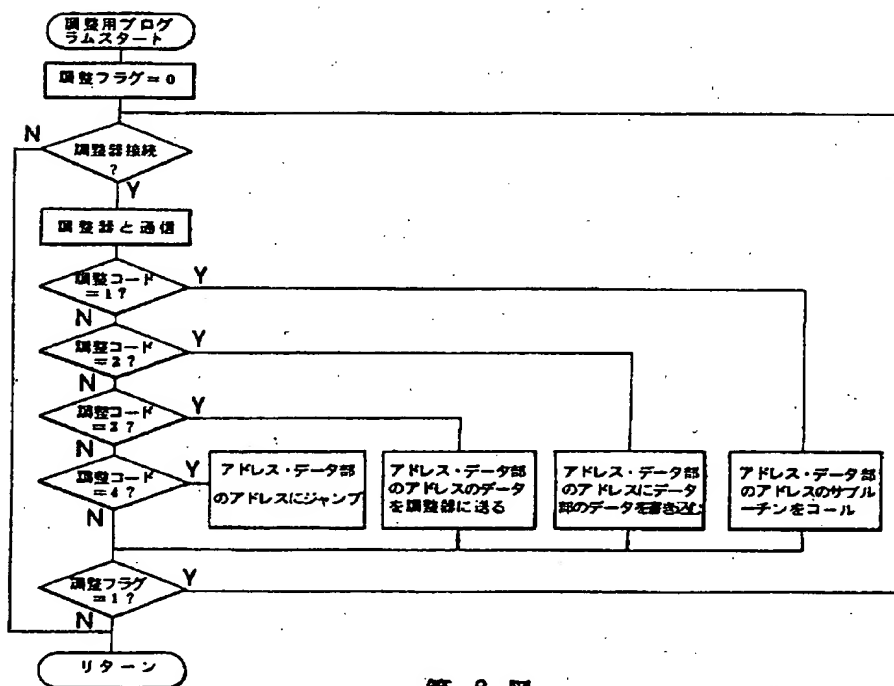 調整用プログ
ラムスタート
調整フラグ=0
N
調整器接続
?
Y
調整器と通信
調整コード
=1?
Y
N
調整コード
=2?
Y
N
調整コード
=3?
Y
N
調整コード
=4?
Y
N
アドレス・データ部
のアドレスにジャンプ
アドレス・データ部
のアドレスのデータ
を調整器に送る
アドレス・データ部
のアドレスにデータ
部のデータを書き込む
アドレス・データ部
のアドレスのサブル
ーチンをコール
調整フラグ
=1?
Y
N
リターン